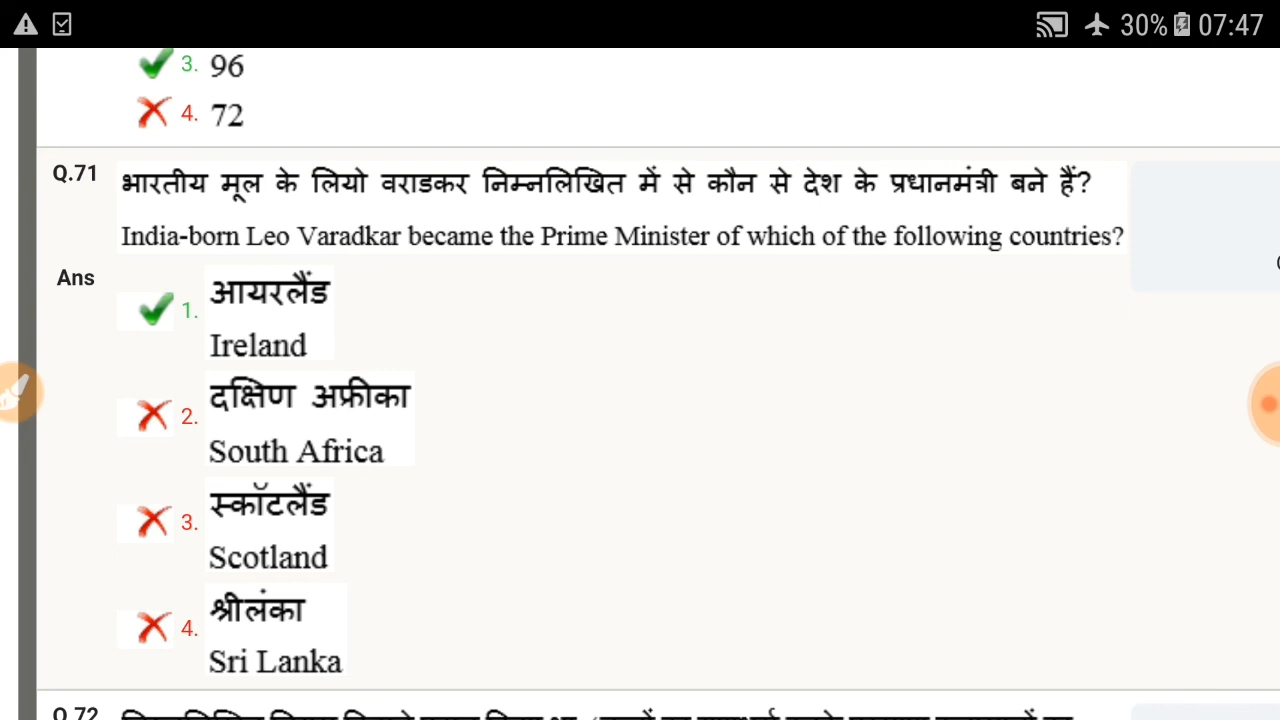 30% 07:47
3. 96
4. 72
Q.71 भारतीय मूल के लियो वराडकर निम्नलिखित में से कौन से देश के प्रधानमंत्री बने हैं?
India-born Leo Varadkar became the Prime Minister of which of the following countries?
Ans
1. आयरलैंड
Ireland
2. दक्षिण अफ्रीका
South Africa
3. स्कॉटलैंड
Scotland
4. श्रीलंका
Sri Lanka
Q.72